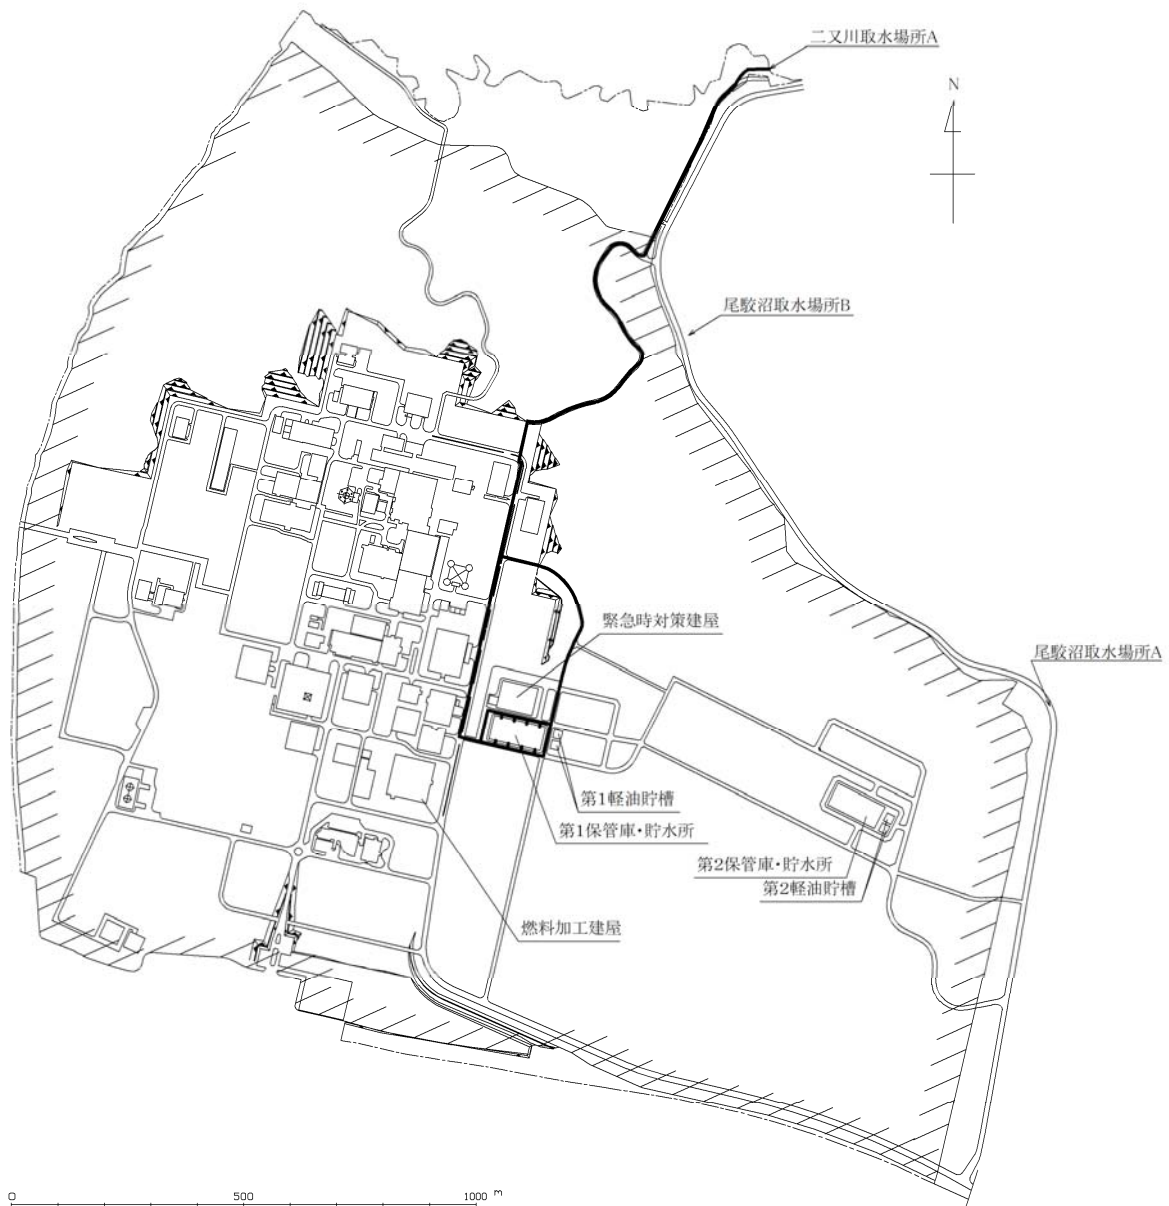 二又川取水場所A
N
尾駮沼取水場所B
緊急時対策建屋
尾駮沼取水場所A
第1軽油貯槽
第1保管庫・貯水所
第2保管庫・貯水所
第2軽油貯槽
燃料加工建屋
0 500 1000 m